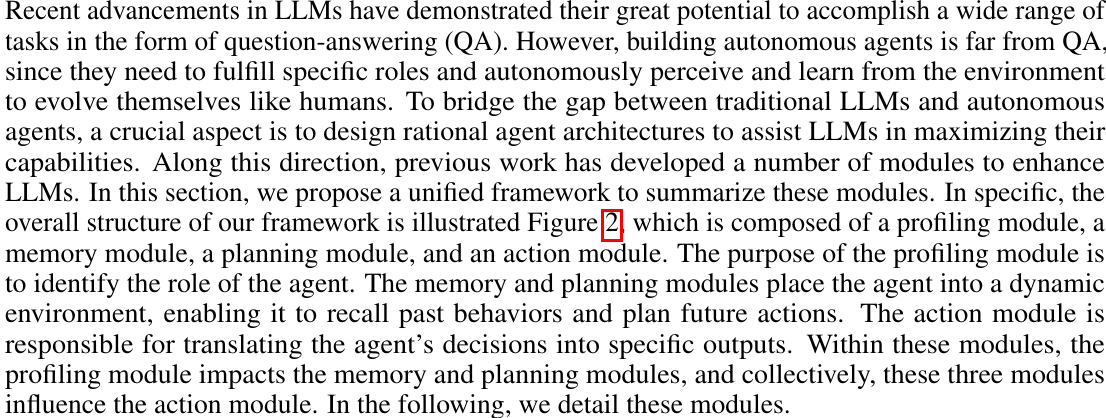 Recent advancements in LLMs have demonstrated their great potential to accomplish a wide range of
tasks in the form of question-answering (QA). However, building autonomous agents is far from QA,
since they need to fulfill specific roles and autonomously perceive and learn from the environment
to evolve themselves like humans. To bridge the gap between traditional LLMs and autonomous
agents, a crucial aspect is to design rational agent architectures to assist LLMs in maximizing their
capabilities. Along this direction, previous work has developed a number of modules to enhance
LLMs. In this section, we propose a unified framework to summarize these modules. In specific, the
overall structure of our framework is illustrated Figure 2, which is composed of a profiling module, a
memory module, a planning module, and an action module. The purpose of the profiling module is
to identify the role of the agent. The memory and planning modules place the agent into a dynamic
environment, enabling it to recall past behaviors and plan future actions. The action module is
responsible for translating the agent's decisions into specific outputs. Within these modules, the
profiling module impacts the memory and planning modules, and collectively, these three modules
influence the action module. In the following, we detail these modules.